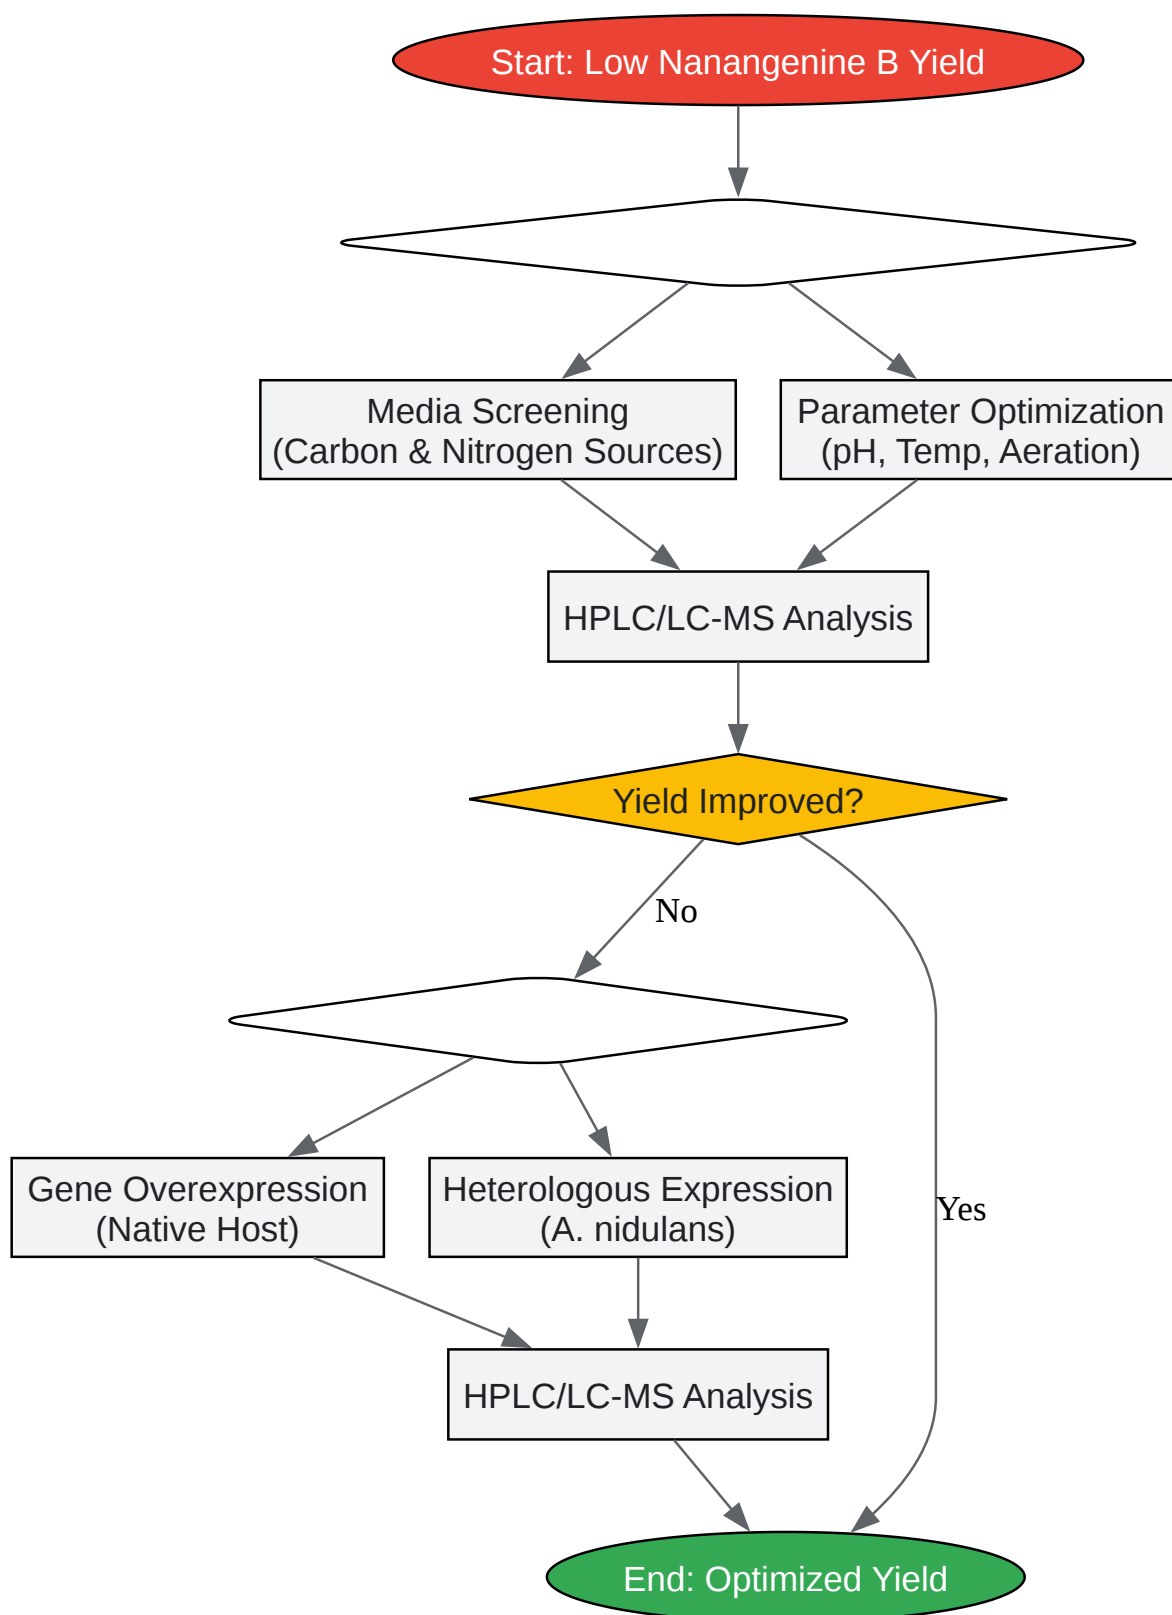 Start: Low Nanangenine B Yield
Media Screening
(Carbon & Nitrogen Sources)
Parameter Optimization
(pH, Temp, Aeration)
HPLC/LC-MS Analysis
Yield Improved?
No
Gene Overexpression
(Native Host)
Heterologous Expression
(A. nidulans)
Yes
HPLC/LC-MS Analysis
End: Optimized Yield